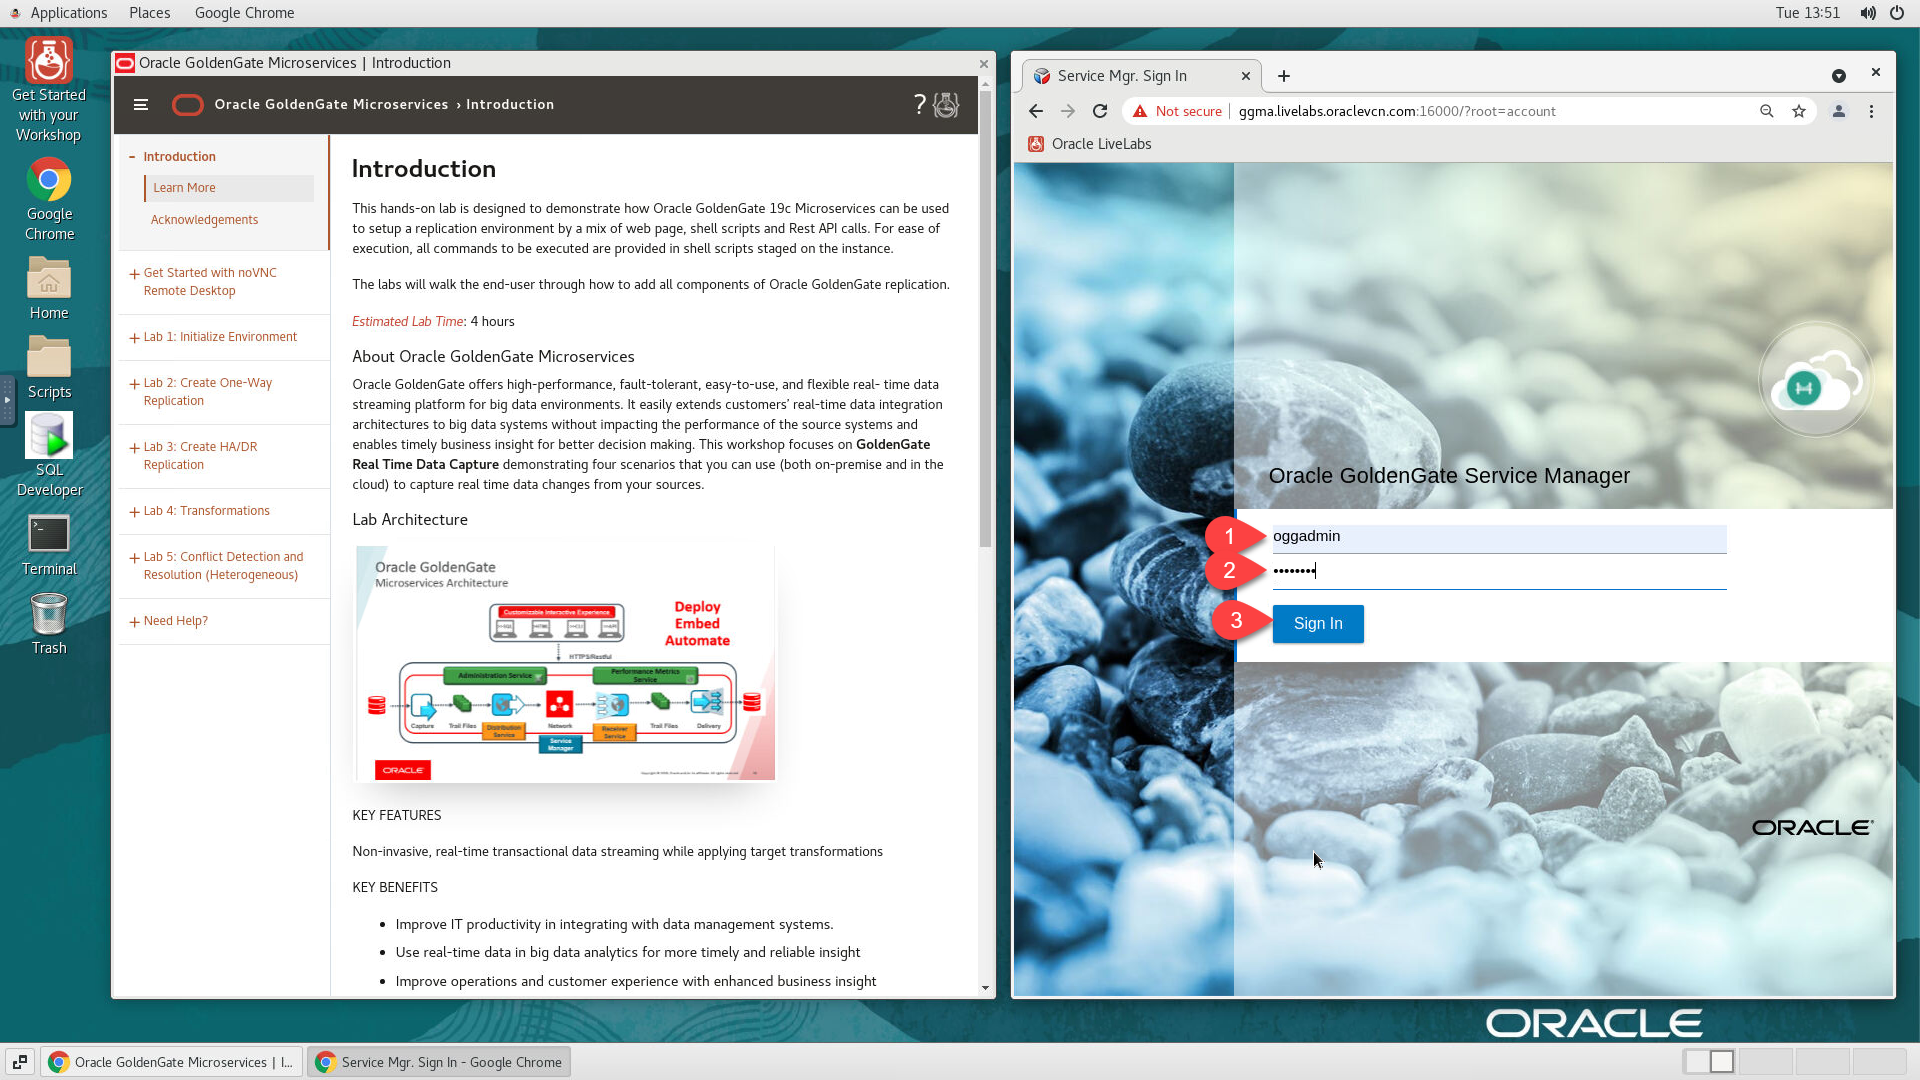 Applications
Places
Google Chrome
Tue 13:51
Get Started
with your
Workshop
Google
Chrome
Home
Scripts
SQL
Developer
Terminal
Trash
Oracle GoldenGate Microservices | Introduction
Oracle GoldenGate Microservices › Introduction
?
Introduction
Learn More
Acknowledgements
Get Started with noVNC
Remote Desktop
Lab 1: Initialize Environment
Lab 2: Create One-Way
Replication
Lab 3: Create HA/DR
Replication
Lab 4: Transformations
Lab 5: Conflict Detection and
Resolution (Heterogeneous)
Need Help?
Introduction
This hands-on lab is designed to demonstrate how Oracle GoldenGate 19c Microservices can be used
to setup a replication environment by a mix of web page, shell scripts and Rest API calls. For ease of
execution, all commands to be executed are provided in shell scripts staged on the instance.
The labs will walk the end-user through how to add all components of Oracle GoldenGate replication.
Estimated Lab Time: 4 hours
About Oracle GoldenGate Microservices
Oracle GoldenGate offers high-performance, fault-tolerant, easy-to-use, and flexible real- time data
streaming platform for big data environments. It easily extends customers’ real-time data integration
architectures to big data systems without impacting the performance of the source systems and
enables timely business insight for better decision making. This workshop focuses on GoldenGate
Real Time Data Capture demonstrating four scenarios that you can use (both on-premise and in the
cloud) to capture real time data changes from your sources.
Lab Architecture
Oracle GoldenGate
Microservices Architecture
Customizable Interactive Experience
Deploy
Embed
Automate
HTTPS/Restful
Administration Service
Performance Metrics
Service
Capture
Trail Files
Distribution
Service
Network
Service
Manager
Receiver
Service
Trail Files
Delivery
ORACLE
KEY FEATURES
Non-invasive, real-time transactional data streaming while applying target transformations
KEY BENEFITS
Improve IT productivity in integrating with data management systems.
Use real-time data in big data analytics for more timely and reliable insight
Improve operations and customer experience with enhanced business insight
Service Mgr. Sign In
Not secure
ggma.livelabs.oraclevcn.com:16000/?root=account
Oracle LiveLabs
Oracle GoldenGate Service Manager
1
oggadmin
2
••••••••
3
Sign In
ORACLE
ORACLE
Oracle GoldenGate Microservices | I...
Service Mgr. Sign In - Google Chrome